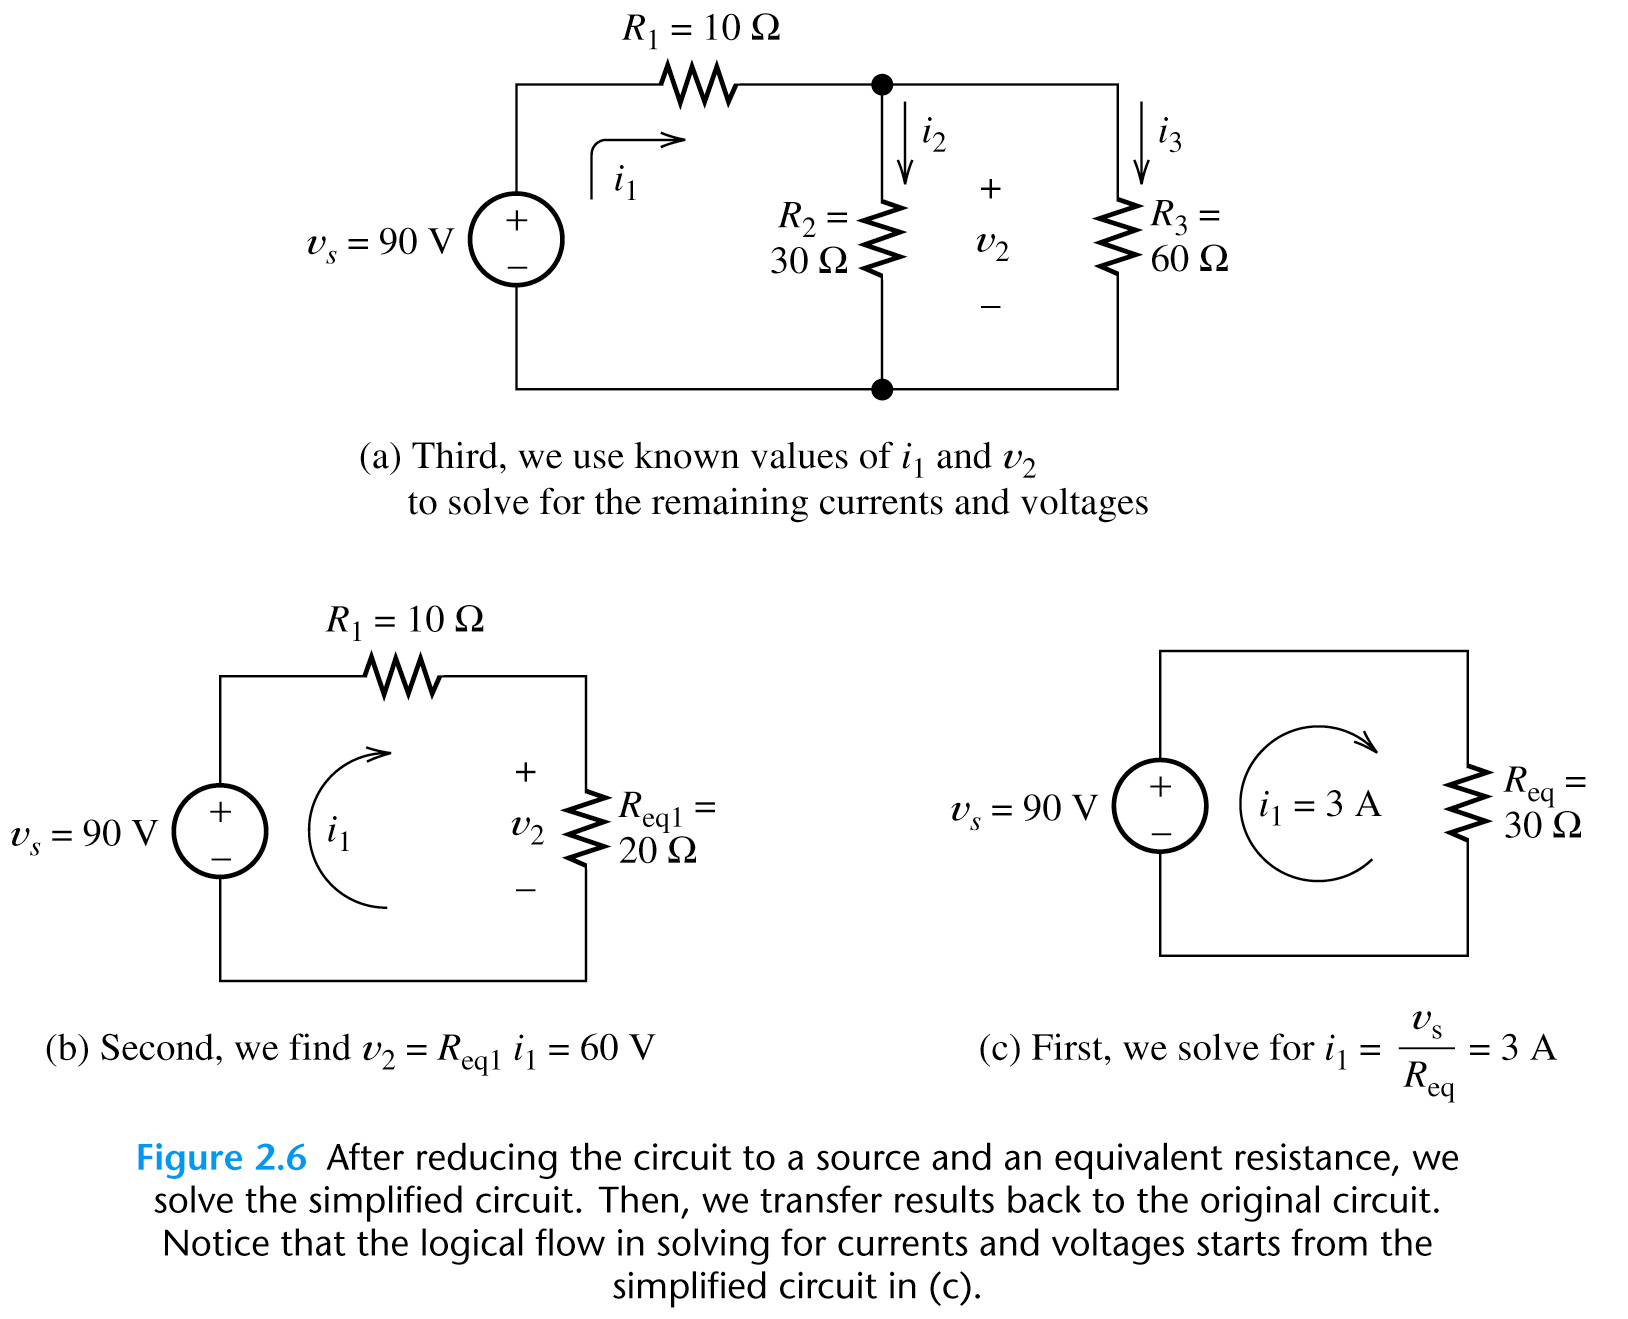 R₁ = 10 Ω
i₂
i₃
i₁
+
+
R₂ =
R₃ =
vₛ = 90 V
v₂
30 Ω
60 Ω
−
−
(a) Third, we use known values of i₁ and v₂
to solve for the remaining currents and voltages
R₁ = 10 Ω
+
+
vₛ = 90 V
−
i₁
v₂
R_eq1 =
20 Ω
−
+
vₛ = 90 V
−
i₁ = 3 A
R_eq =
30 Ω
(b) Second, we find v₂ = R_eq1 i₁ = 60 V
(c) First, we solve for i₁ = vₛ / R_eq = 3 A
Figure 2.6 After reducing the circuit to a source and an equivalent resistance, we
solve the simplified circuit. Then, we transfer results back to the original circuit.
Notice that the logical flow in solving for currents and voltages starts from the
simplified circuit in (c).